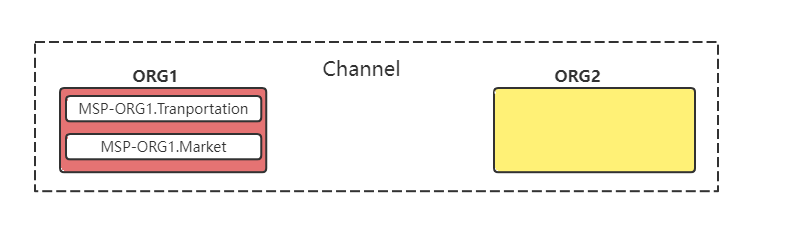 Channel
ORG1
ORG2
MSP-ORG1.Tranportation
MSP-ORG1.Market